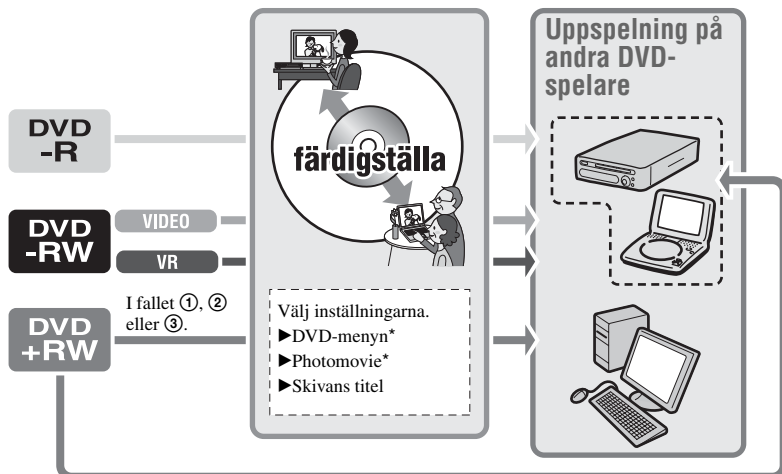 Uppspelning på
andra DVD-
spelare
DVD
-R
färdigställa
DVD
-RW
VIDEO
VR
DVD
+RW
I fallet ①, ②
eller ③.
Välj inställningarna.
►DVD-menyn*
►Photomovie*
►Skivans titel